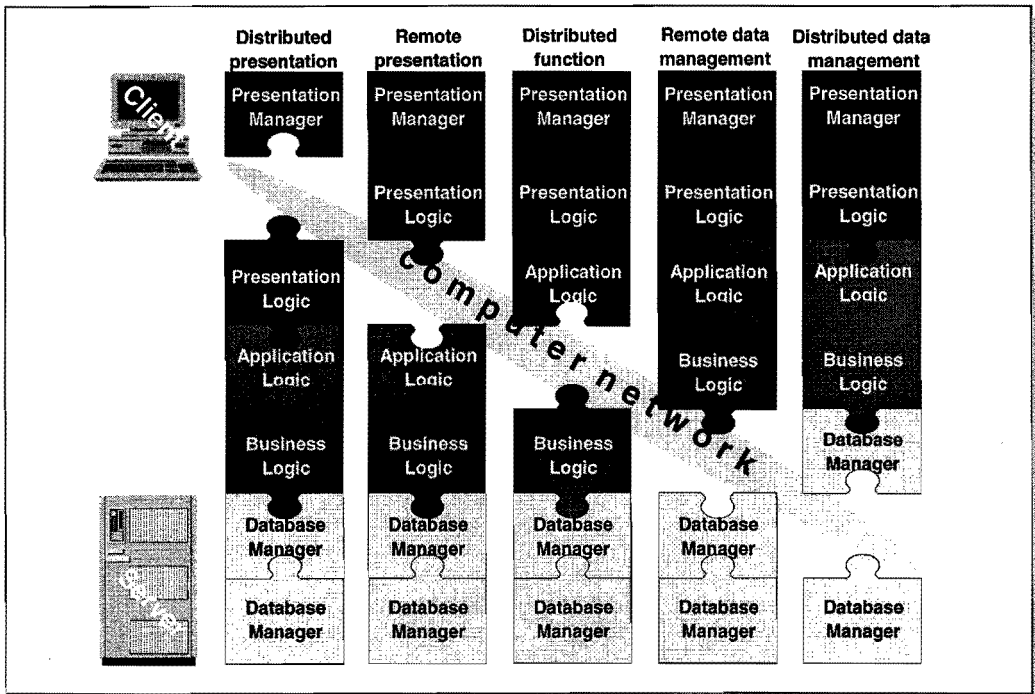 Distributed
presentation
Remote
presentation
Distributed
function
Remote data
management
Distributed data
management
Client
Presentation
Manager
Presentation
Logic
Application
Logic
Business
Logic
Database
Manager
Database
Manager
Presentation
Manager
Presentation
Logic
Application
Logic
Business
Logic
Database
Manager
Database
Manager
Presentation
Manager
Presentation
Logic
Application
Logic
Business
Logic
Database
Manager
Database
Manager
Presentation
Manager
Presentation
Logic
Application
Logic
Business
Logic
Database
Manager
Database
Manager
Presentation
Manager
Presentation
Logic
Application
Logic
Business
Logic
Database
Manager
Database
Manager
computer network
Server